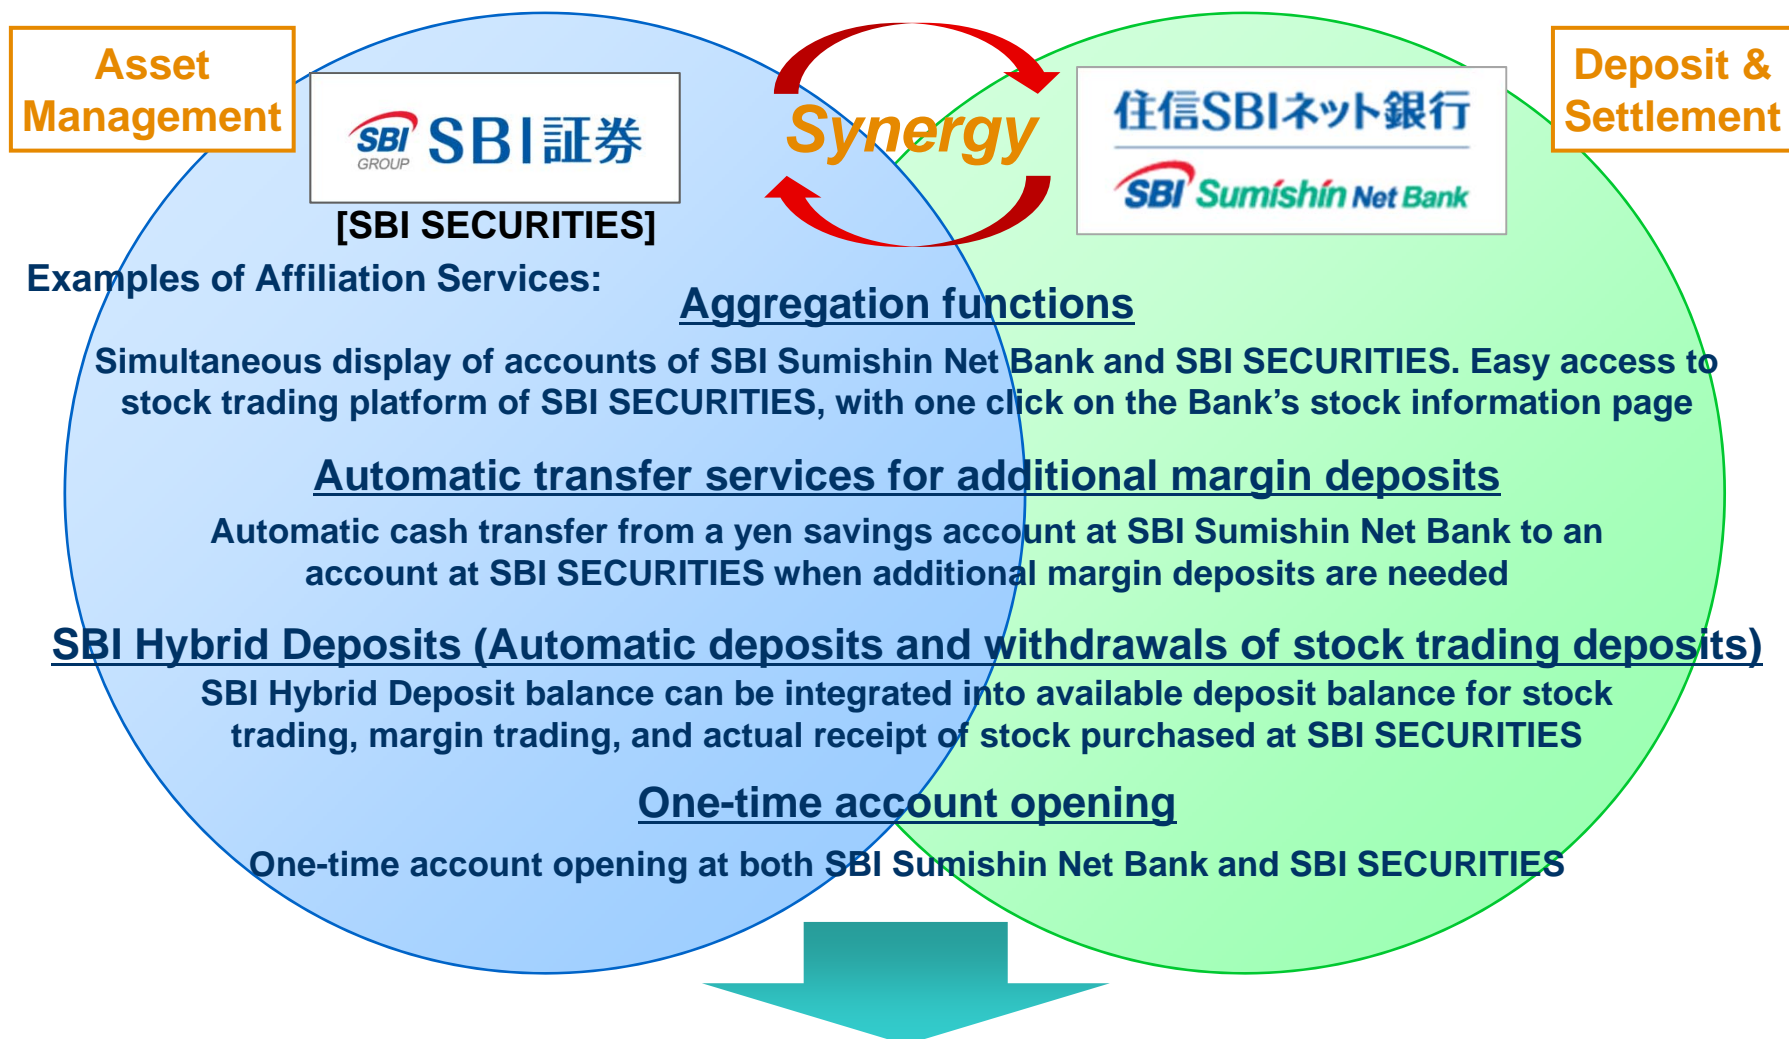 Asset
Management
SBI
GROUP
SBI証券
[SBI SECURITIES]
Synergy
住信SBIネット銀行
SBI Sumishin Net Bank
Deposit &
Settlement
Examples of Affiliation Services:
Aggregation functions
Simultaneous display of accounts of SBI Sumishin Net Bank and SBI SECURITIES. Easy access to
stock trading platform of SBI SECURITIES, with one click on the Bank’s stock information page
Automatic transfer services for additional margin deposits
Automatic cash transfer from a yen savings account at SBI Sumishin Net Bank to an
account at SBI SECURITIES when additional margin deposits are needed
SBI Hybrid Deposits (Automatic deposits and withdrawals of stock trading deposits)
SBI Hybrid Deposit balance can be integrated into available deposit balance for stock
trading, margin trading, and actual receipt of stock purchased at SBI SECURITIES
One-time account opening
One-time account opening at both SBI Sumishin Net Bank and SBI SECURITIES